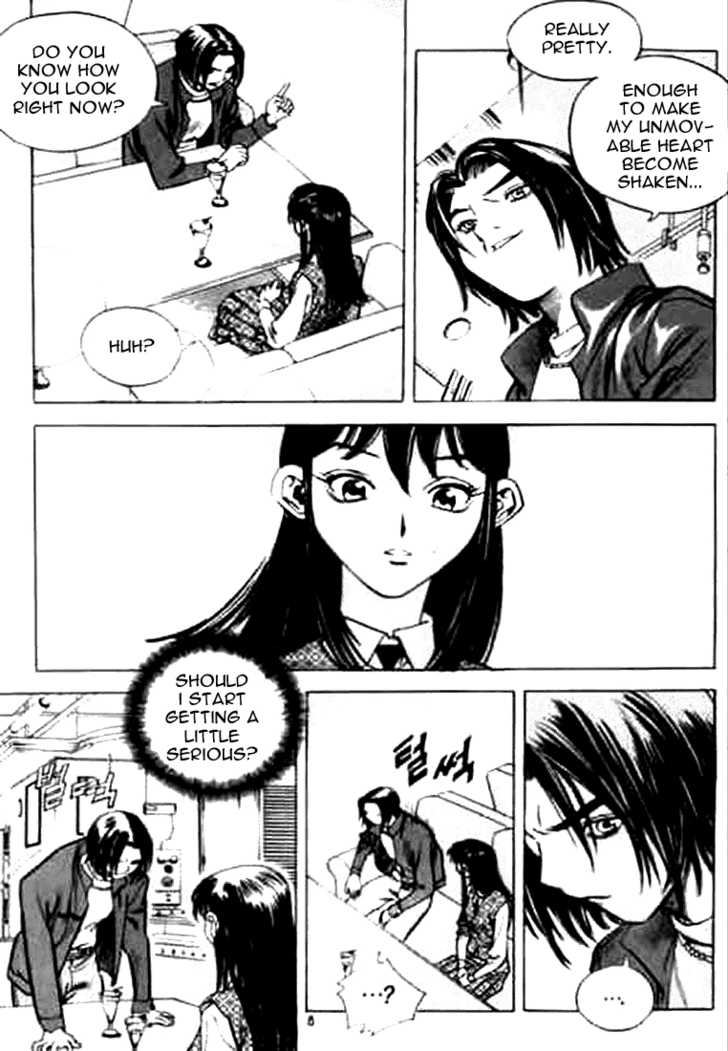 DO YOU
KNOW HOW
YOU LOOK
RIGHT NOW?
HUH?
REALLY
PRETTY.
ENOUGH
TO MAKE
MY UNMOV-
ABLE HEART
BECOME
SHAKEN...
SHOULD
I START
GETTING A
LITTLE
SERIOUS?
벌떡
털썩
...?
....
8